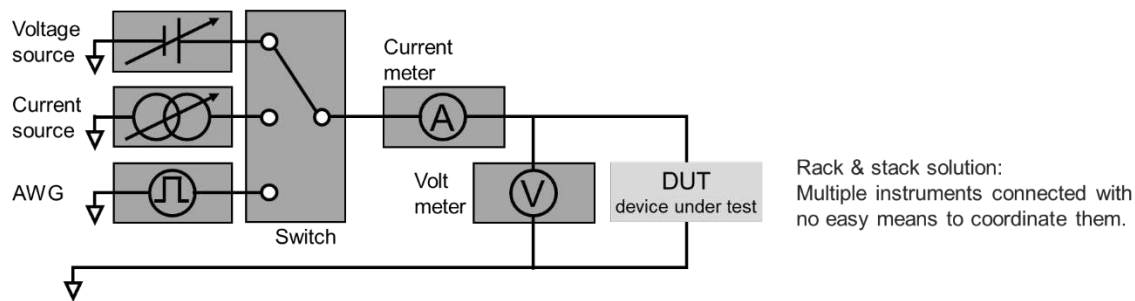 Voltage
source
Current
source
AWG
Switch
Current
meter
A
Volt
meter
V
DUT
device under test
Rack & stack solution:
Multiple instruments connected with
no easy means to coordinate them.